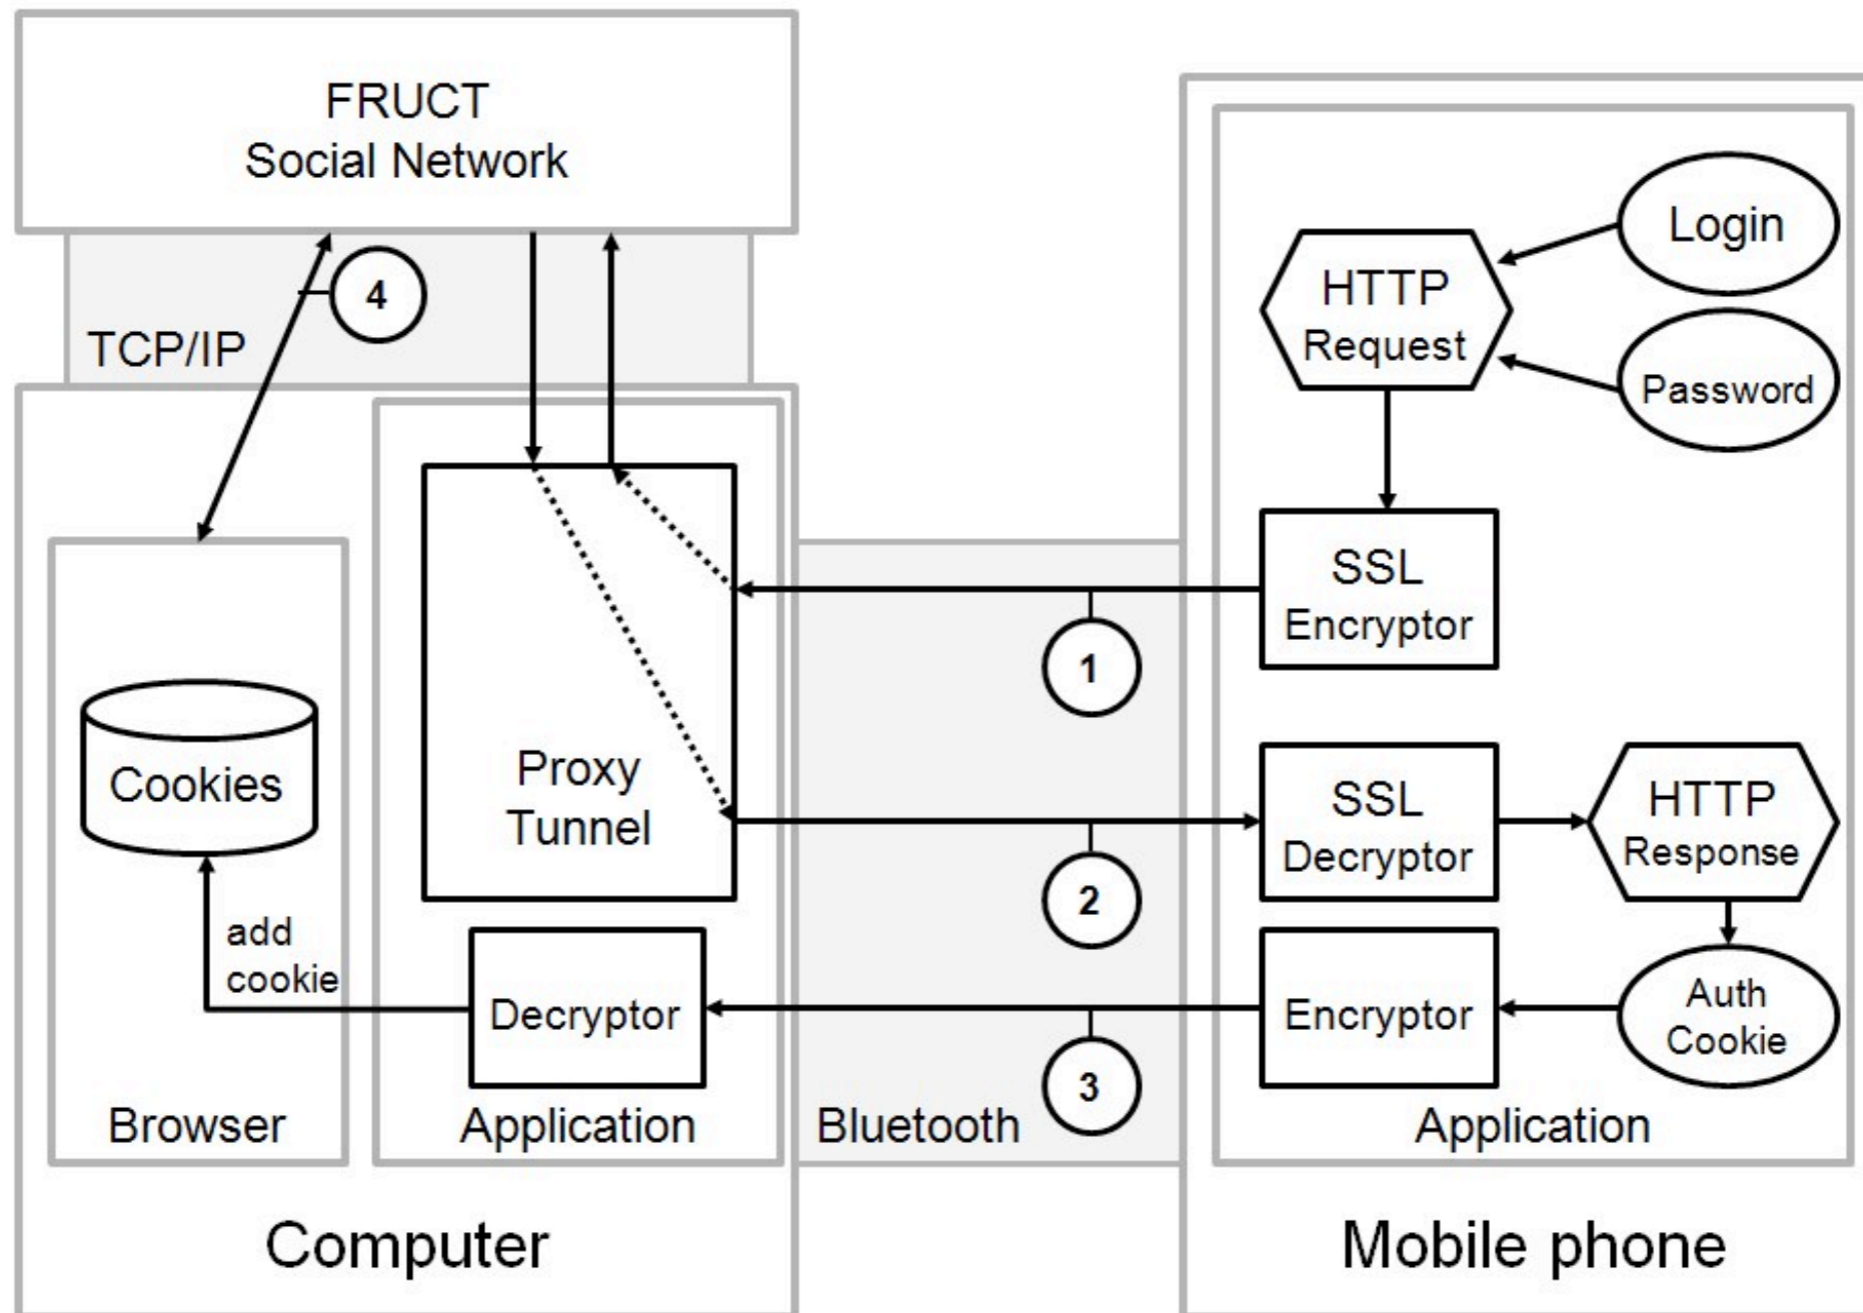 FRUCT
Social Network
4
TCP/IP
Login
HTTP
Request
Password
SSL
Encryptor
1
Cookies
Proxy
Tunnel
SSL
Decryptor
HTTP
Response
2
add
cookie
Decryptor
Encryptor
Auth
Cookie
3
Browser
Application
Bluetooth
Application
Computer
Mobile phone